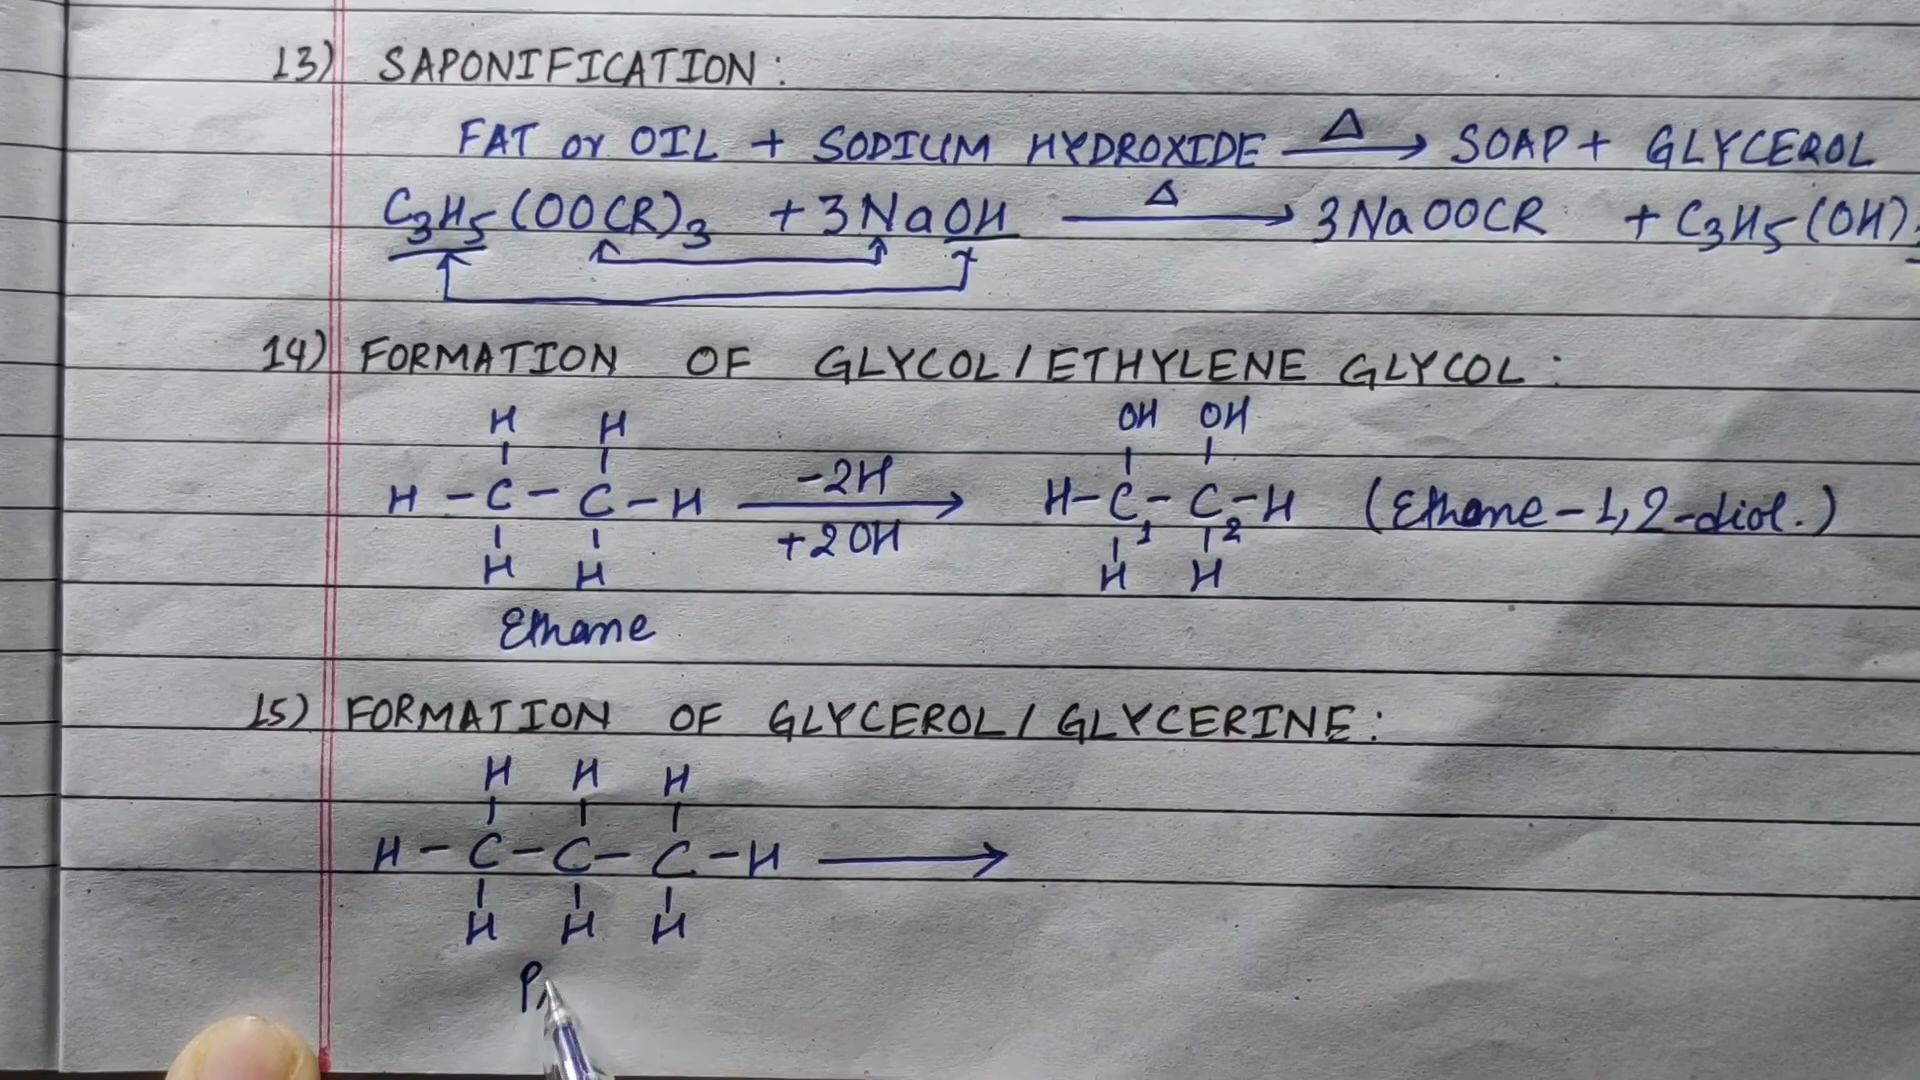 13) SAPONIFICATION:
FAT or OIL + SODIUM HYDROXIDE Δ→ SOAP + GLYCEROL
C₃H₅(OOCR)₃ + 3NaOH Δ→ 3NaOOCR + C₃H₅(OH)
14) FORMATION OF GLYCOL/ETHYLENE GLYCOL:
H H OH OH
H-C-C-H -2H→ H-C-C-H (Ethane-1,2-diol.)
+2OH 1 2
H H H H
Ethane
15) FORMATION OF GLYCEROL/GLYCERINE:
H H H
H-C-C-C-H →
H H H
P